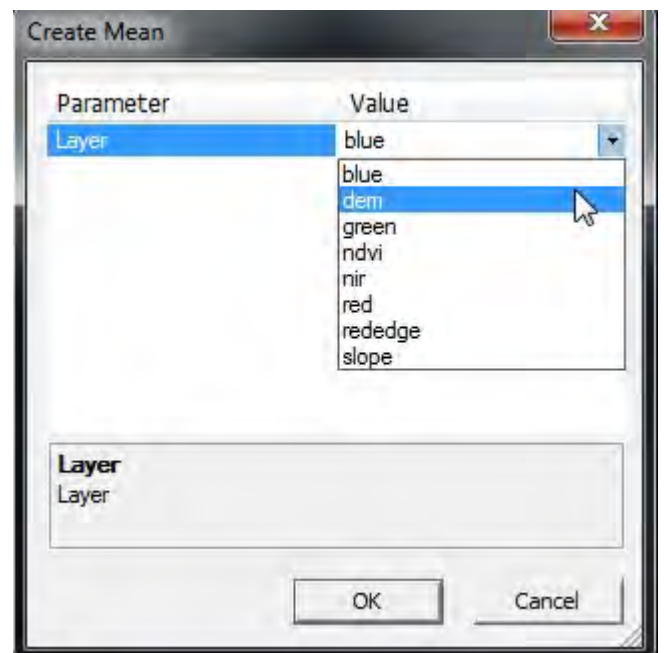 Create Mean
Parameter Value
Layer blue
blue
dem
green
ndvi
nir
red
rededge
slope
Layer
Layer
OK Cancel